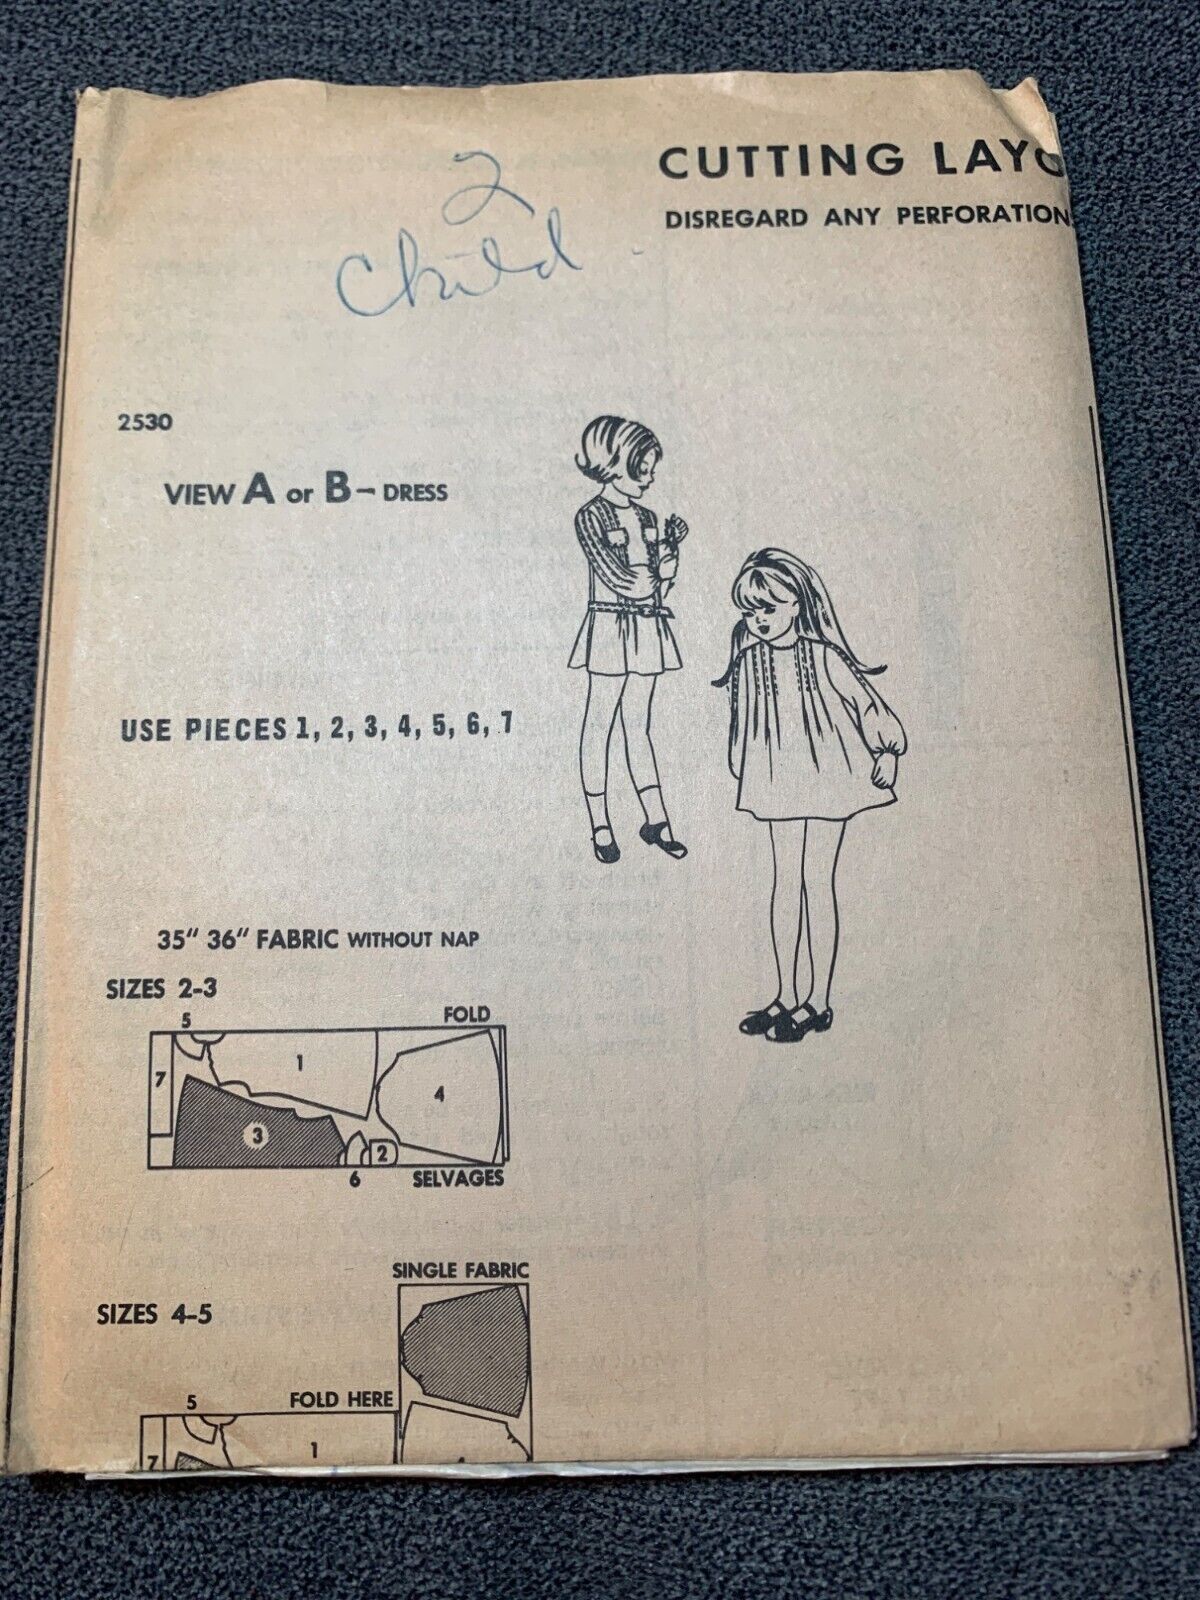 CUTTING LAYO
DISREGARD ANY PERFORATION
2
Child
2530
VIEW A or B – DRESS
USE PIECES 1, 2, 3, 4, 5, 6, 7
35" 36" FABRIC WITHOUT NAP
SIZES 2-3
5
FOLD
7
1
4
3
2
6
SELVAGES
SINGLE FABRIC
SIZES 4-5
5
FOLD HERE
7
1